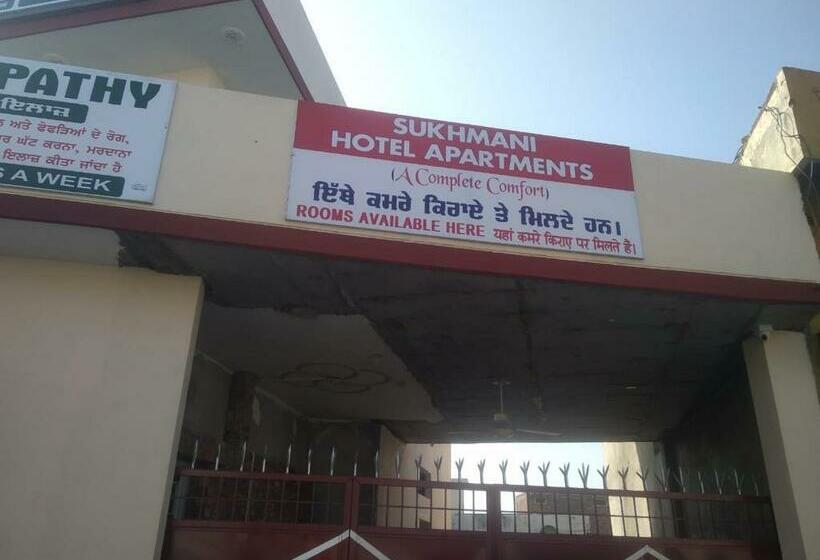 PATHY
ਇਲਾਜ਼
ਅਤੇ ਫੇਫੜਿਆਂ ਦੇ ਰੋਗ,
ਘੱਟ ਕਰਨਾ, ਮਰਦਾਨਾ
ਇਲਾਜ ਕੀਤਾ ਜਾਂਦਾ ਹੈ
S A WEEK
SUKHMANI
HOTEL APARTMENTS
(A Complete Comfort)
ਇੱਥੇ ਕਮਰੇ ਕਿਰਾਏ ਤੇ ਮਿਲਦੇ ਹਨ।
ROOMS AVAILABLE HERE यहां कमरे किराए पर मिलते है।